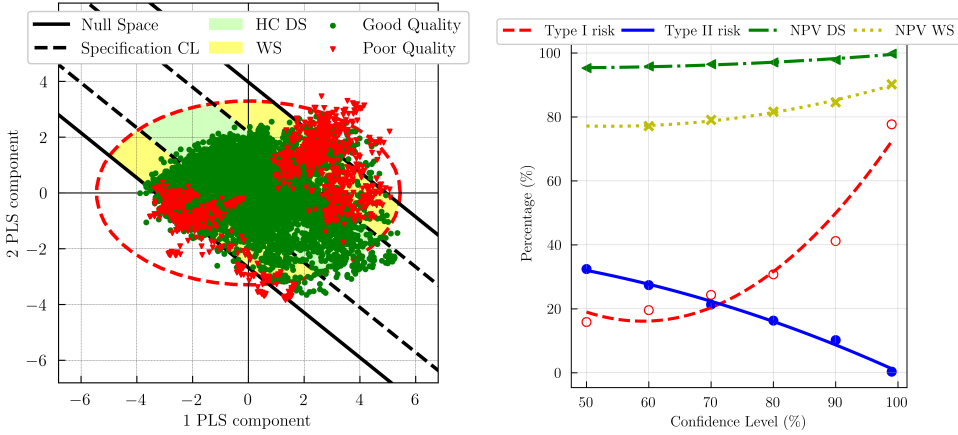 Null Space HC DS Good Quality
Specification CL WS Poor Quality
4
2
0
−2
−4
−6
−6 −4 −2 0 2 4 6
1 PLS component
2 PLS component
Type I risk Type II risk NPV DS NPV WS
100
80
60
40
20
0
50 60 70 80 90 100
Confidence Level (%)
Percentage (%)